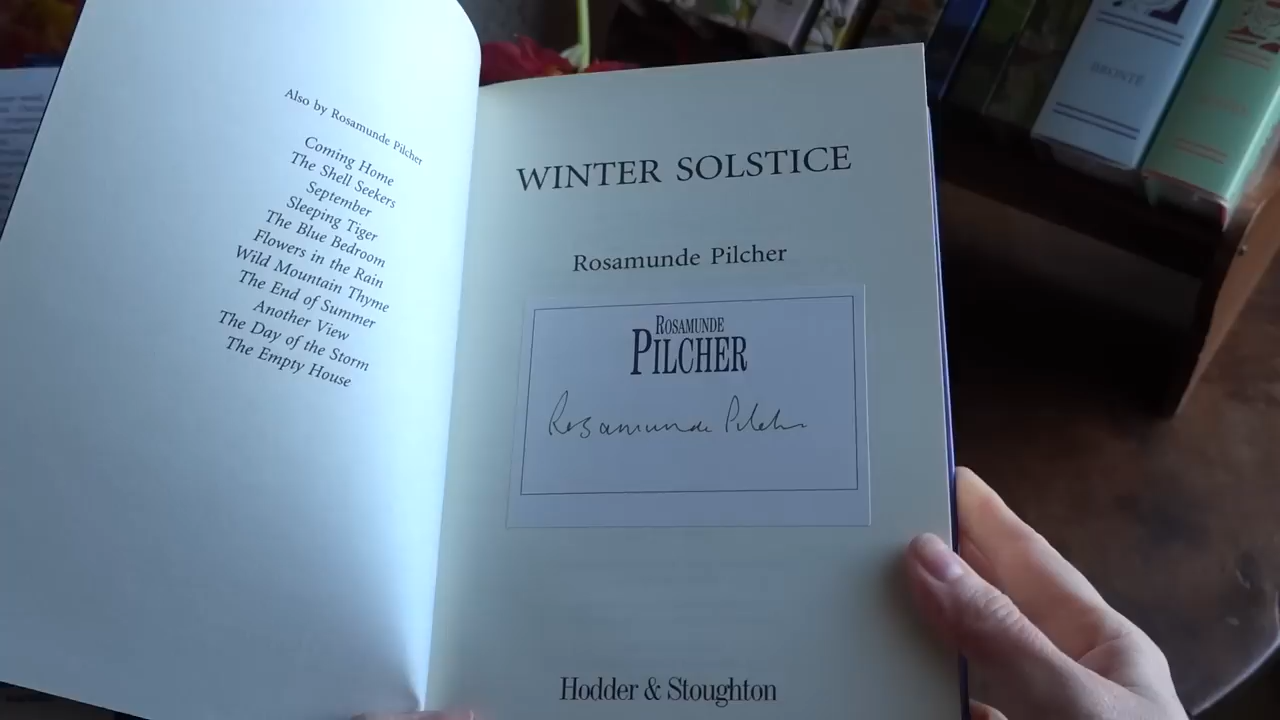 Also by Rosamunde Pilcher
Coming Home
The Shell Seekers
September
Sleeping Tiger
The Blue Bedroom
Flowers in the Rain
Wild Mountain Thyme
The End of Summer
Another View
The Day of the Storm
The Empty House
WINTER SOLSTICE
Rosamunde Pilcher
ROSAMUNDE
PILCHER
Rosamunde Pilcher
Hodder & Stoughton
BRONTË